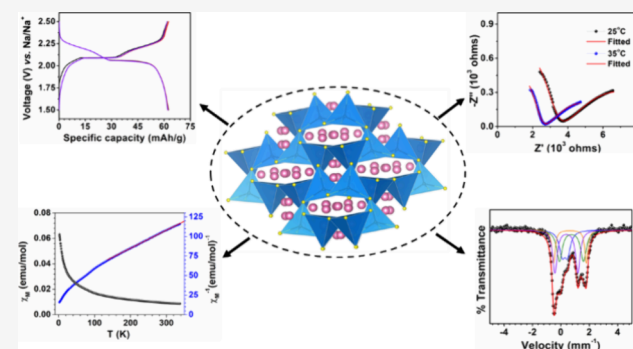 2.50
2.25
2.00
1.75
1.50
0 15 30 45 60 75
Voltage (V) vs. Na/Na⁺
Specific capacity (mAh/g)
-0.9
-0.6
-0.3
0.0
2 4 6 8
-Z'' (10³ ohms)
Z' (10³ ohms)
25°C
Fitted
35°C
Fitted
0.08
0.06
0.04
0.02
0.00
0 100 200 300
χM (emu/mol)
T (K)
125
100
75
50
25
0
χM⁻¹ (emu/mol)
% Transmittance
-4 -2 0 2 4
Velocity (mm⁻¹)